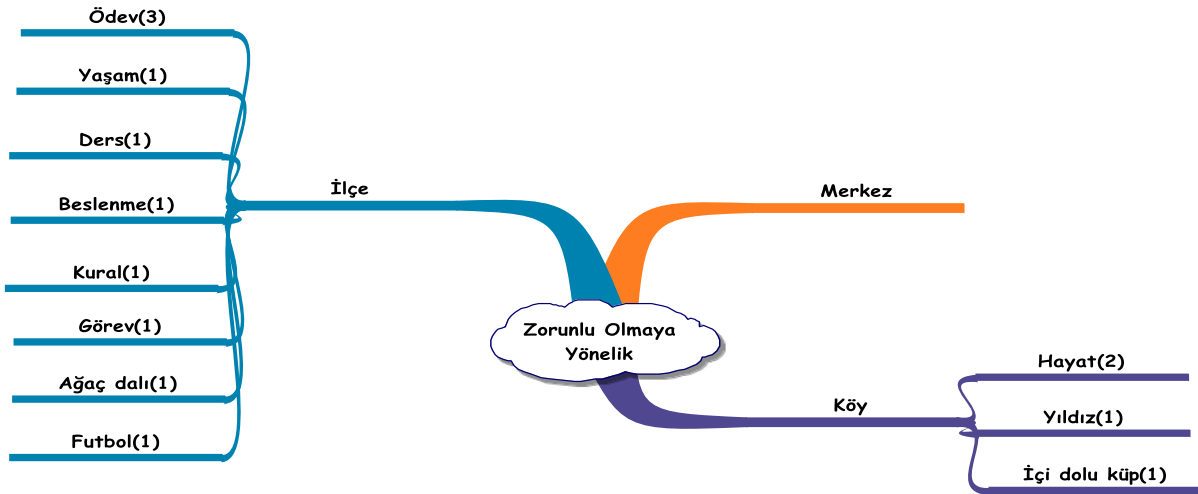 Ödev(3)
Yaşam(1)
Ders(1)
Beslenme(1)
Kural(1)
Görev(1)
Ağaç dalı(1)
Futbol(1)
İlçe
Zorunlu Olmaya
Yönelik
Merkez
Köy
Hayat(2)
Yıldız(1)
İçi dolu küp(1)